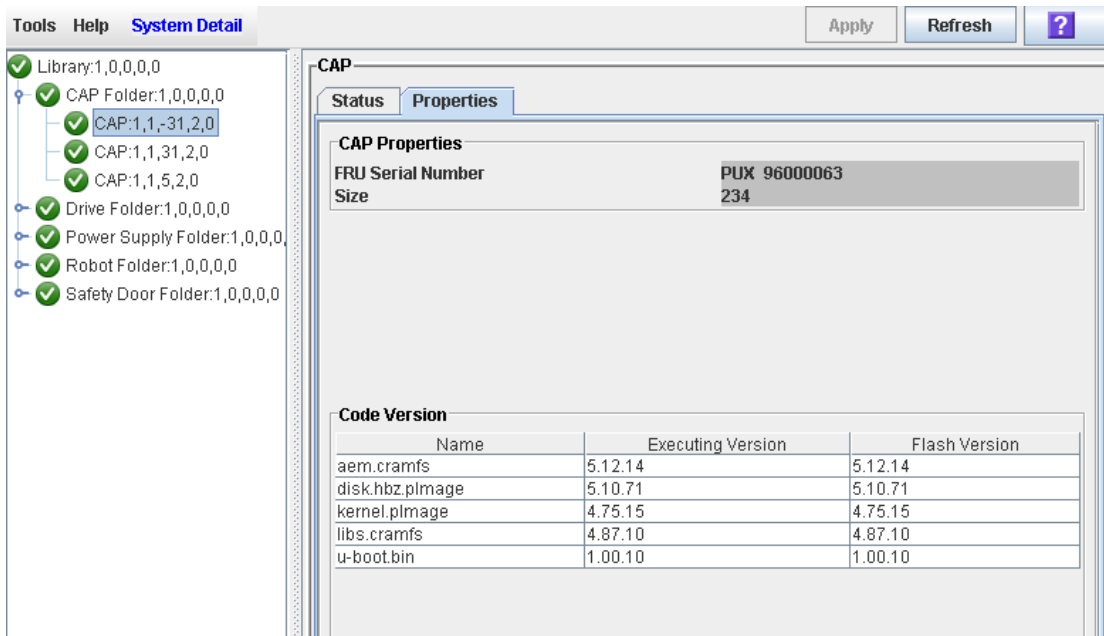 Tools Help System Detail Apply Refresh ?
Library:1,0,0,0,0
CAP Folder:1,0,0,0,0
CAP:1,1,-31,2,0
CAP:1,1,31,2,0
CAP:1,1,5,2,0
Drive Folder:1,0,0,0,0
Power Supply Folder:1,0,0,0,
Robot Folder:1,0,0,0,0
Safety Door Folder:1,0,0,0,0
CAP
Status Properties
CAP Properties
FRU Serial Number PUX 96000063
Size 234
Code Version
Name Executing Version Flash Version
aem.cramfs 5.12.14 5.12.14
disk.hbz.pImage 5.10.71 5.10.71
kernel.pImage 4.75.15 4.75.15
libs.cramfs 4.87.10 4.87.10
u-boot.bin 1.00.10 1.00.10